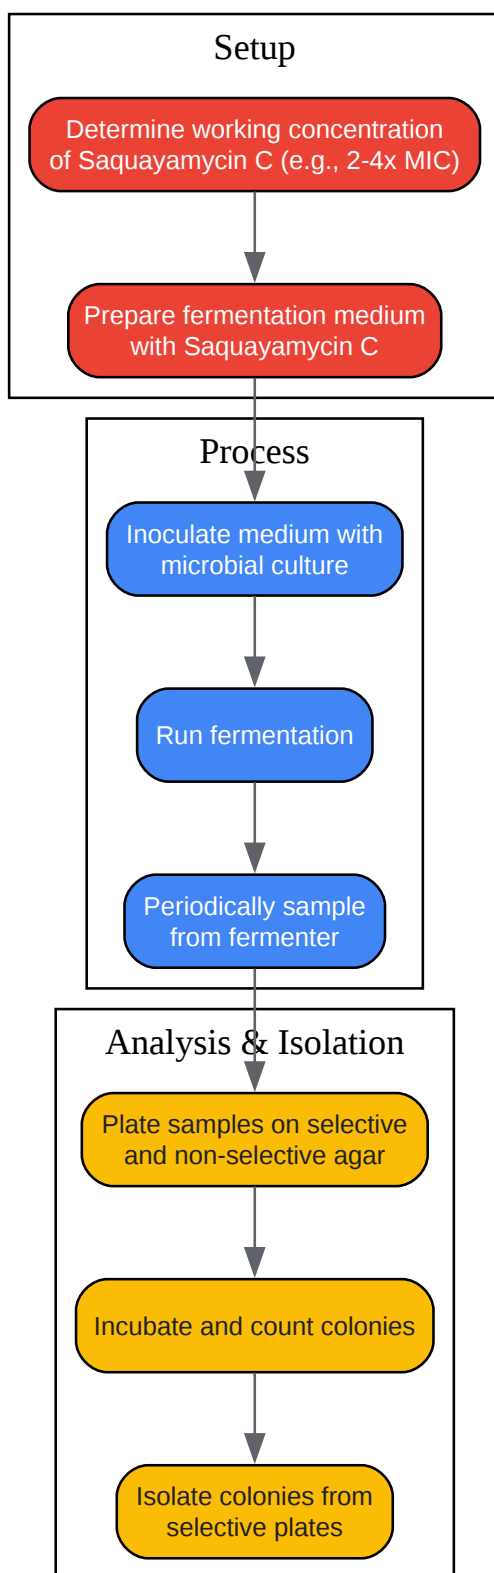 Setup
Determine working concentration
of Saquayamycin C (e.g., 2-4x MIC)
Prepare fermentation medium
with Saquayamycin C
Process
Inoculate medium with
microbial culture
Run fermentation
Periodically sample
from fermenter
Analysis & Isolation
Plate samples on selective
and non-selective agar
Incubate and count colonies
Isolate colonies from
selective plates